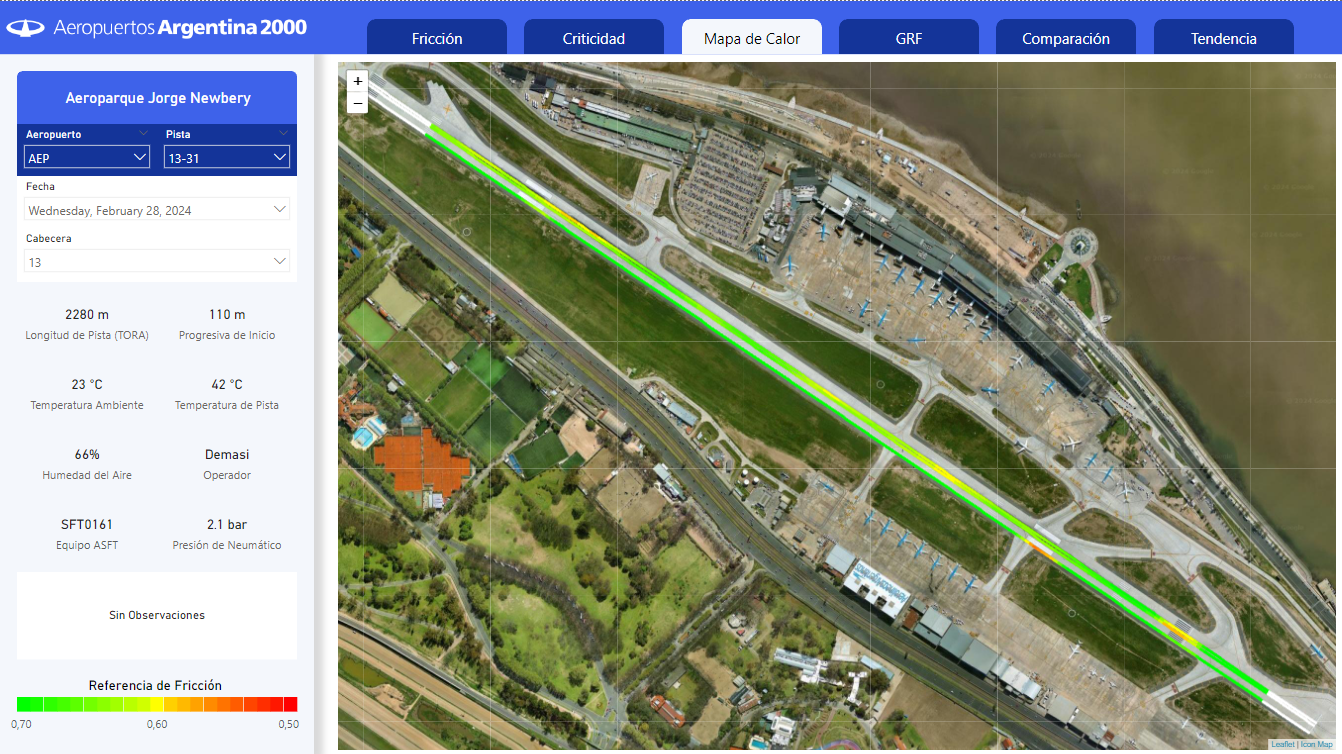 Aeropuertos Argentina 2000
Fricción
Criticidad
Mapa de Calor
GRF
Comparación
Tendencia
Aeroparque Jorge Newbery
Aeropuerto
Pista
AEP
13-31
Fecha
Wednesday, February 28, 2024
Cabecera
13
2280 m
110 m
Longitud de Pista (TORA)
Progresiva de Inicio
23 °C
42 °C
Temperatura Ambiente
Temperatura de Pista
66%
Demasi
Humedad del Aire
Operador
SFT0161
2.1 bar
Equipo ASFT
Presión de Neumático
Sin Observaciones
Referencia de Fricción
0,70
0,60
0,50
+
−
Leaflet | Icon Map